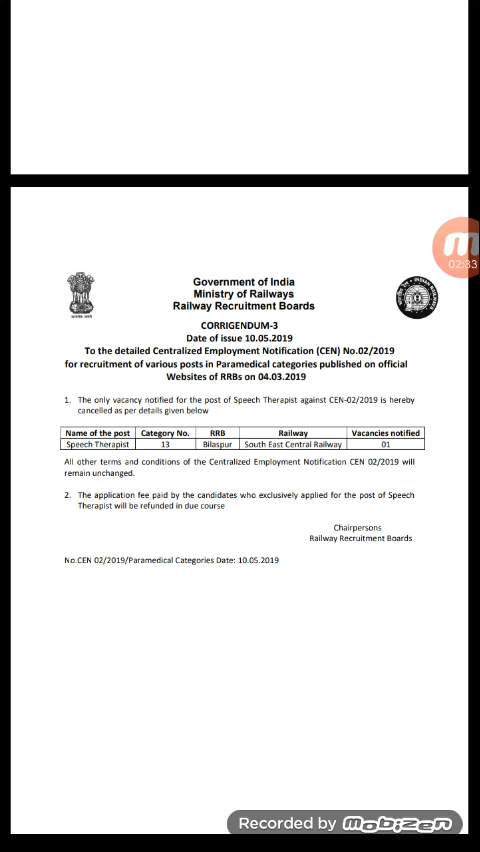 02:33
Government of India
Ministry of Railways
Railway Recruitment Boards
CORRIGENDUM-3
Date of issue 10.05.2019
To the detailed Centralized Employment Notification (CEN) No.02/2019
for recruitment of various posts in Paramedical categories published on official
Websites of RRBs on 04.03.2019
1. The only vacancy notified for the post of Speech Therapist against CEN-02/2019 is hereby
cancelled as per details given below
Name of the post Category No. RRB Railway Vacancies notified
Speech Therapist 13 Bilaspur South East Central Railway 01
All other terms and conditions of the Centralized Employment Notification CEN 02/2019 will
remain unchanged.
2. The application fee paid by the candidates who exclusively applied for the post of Speech
Therapist will be refunded in due course
Chairpersons
Railway Recruitment Boards
No.CEN 02/2019/Paramedical Categories Date: 10.05.2019
Recorded by mobizen